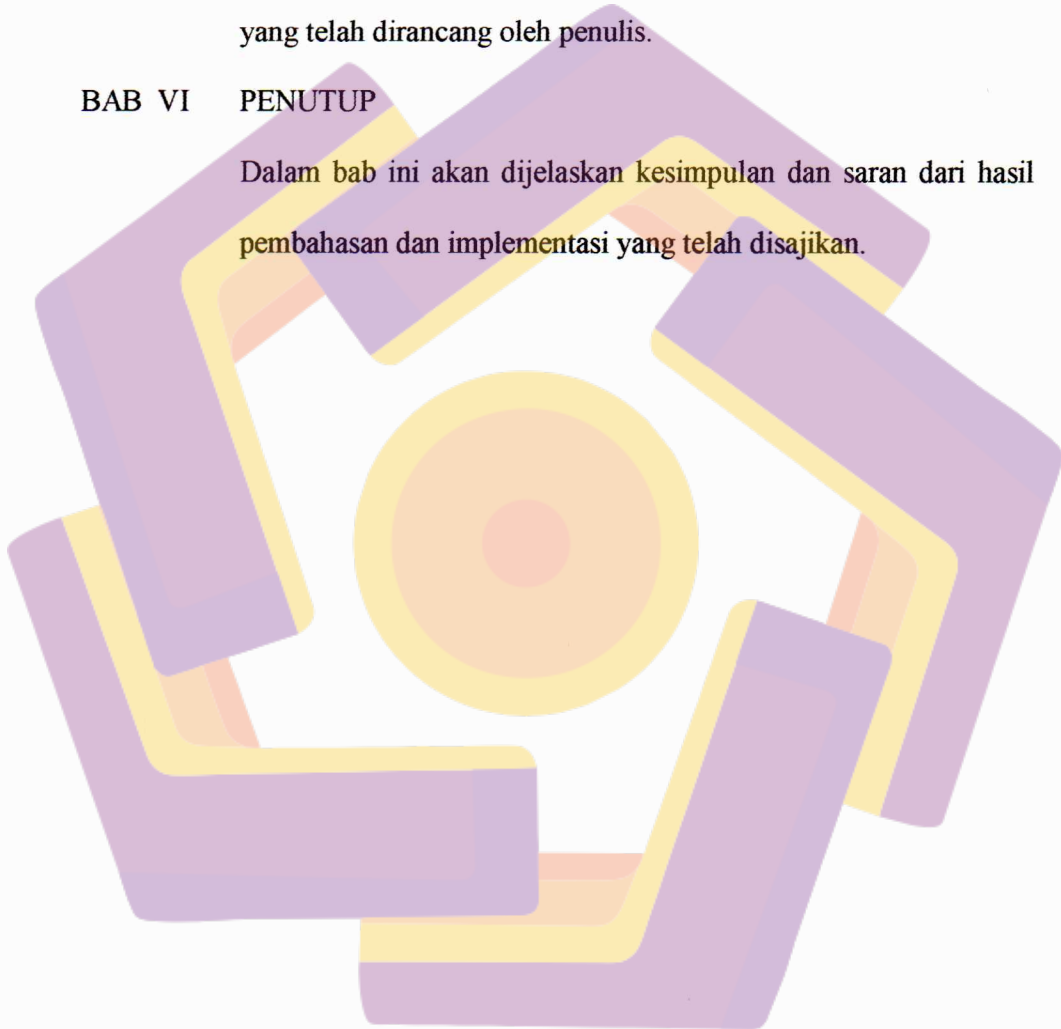 yang telah dirancang oleh penulis.
BAB VI PENUTUP
Dalam bab ini akan dijelaskan kesimpulan dan saran dari hasil
pembahasan dan implementasi yang telah disajikan.